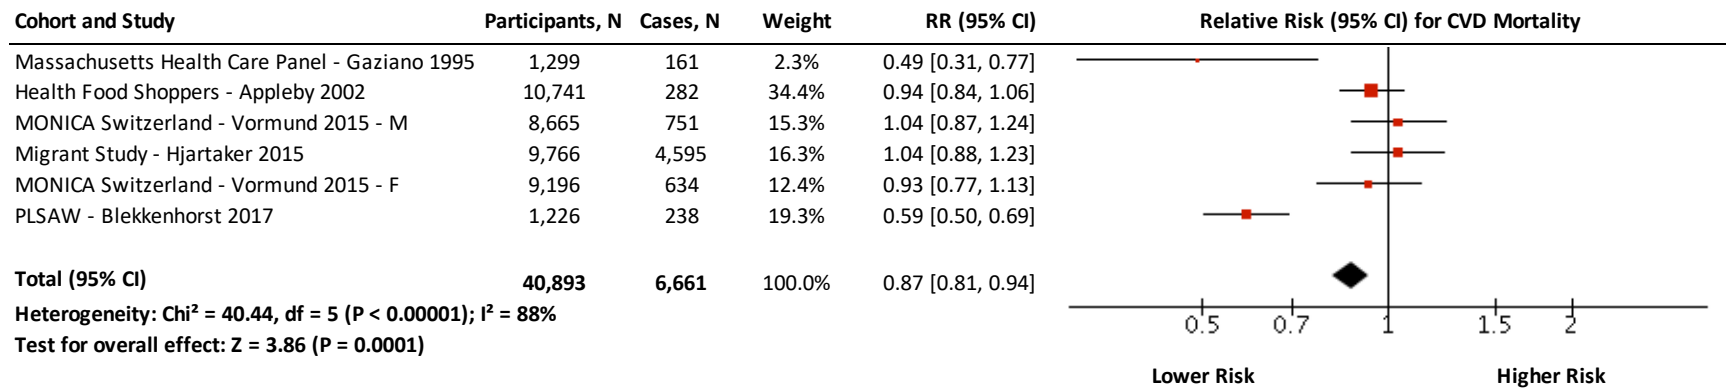 Cohort and Study Participants, N Cases, N Weight RR (95% CI) Relative Risk (95% CI) for CVD Mortality
Massachusetts Health Care Panel - Gaziano 1995 1,299 161 2.3% 0.49 [0.31, 0.77]
Health Food Shoppers - Appleby 2002 10,741 282 34.4% 0.94 [0.84, 1.06]
MONICA Switzerland - Vormund 2015 - M 8,665 751 15.3% 1.04 [0.87, 1.24]
Migrant Study - Hjartaker 2015 9,766 4,595 16.3% 1.04 [0.88, 1.23]
MONICA Switzerland - Vormund 2015 - F 9,196 634 12.4% 0.93 [0.77, 1.13]
PLSAW - Blekkenhorst 2017 1,226 238 19.3% 0.59 [0.50, 0.69]
Total (95% CI) 40,893 6,661 100.0% 0.87 [0.81, 0.94]
Heterogeneity: Chi² = 40.44, df = 5 (P < 0.00001); I² = 88%
Test for overall effect: Z = 3.86 (P = 0.0001)
0.5 0.7 1 1.5 2
Lower Risk Higher Risk